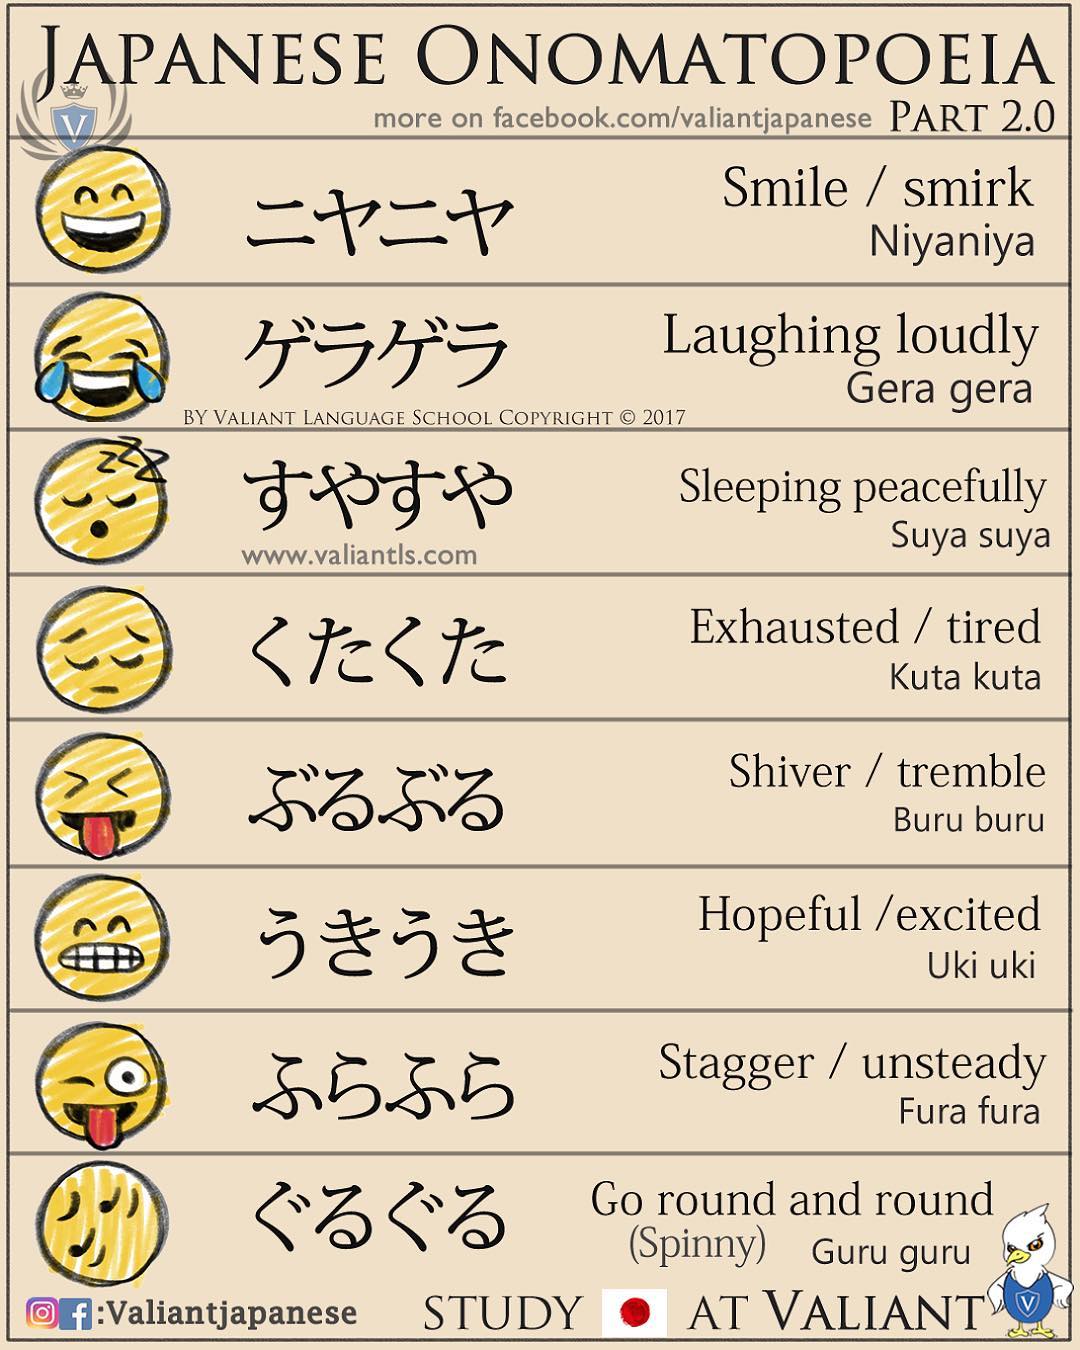 JAPANESE ONOMATOPOEIA
more on facebook.com/valiantjapanese PART 2.0
V
ニヤニヤ
Smile / smirk
Niyaniya
ゲラゲラ
Laughing loudly
Gera gera
BY VALIANT LANGUAGE SCHOOL COPYRIGHT © 2017
zzz
すやすや
Sleeping peacefully
Suya suya
www.valiantls.com
くたくた
Exhausted / tired
Kuta kuta
ぶるぶる
Shiver / tremble
Buru buru
うきうき
Hopeful /excited
Uki uki
ふらふら
Stagger / unsteady
Fura fura
ぐるぐる
Go round and round
(Spinny) Guru guru
:Valiantjapanese STUDY AT VALIANT
V